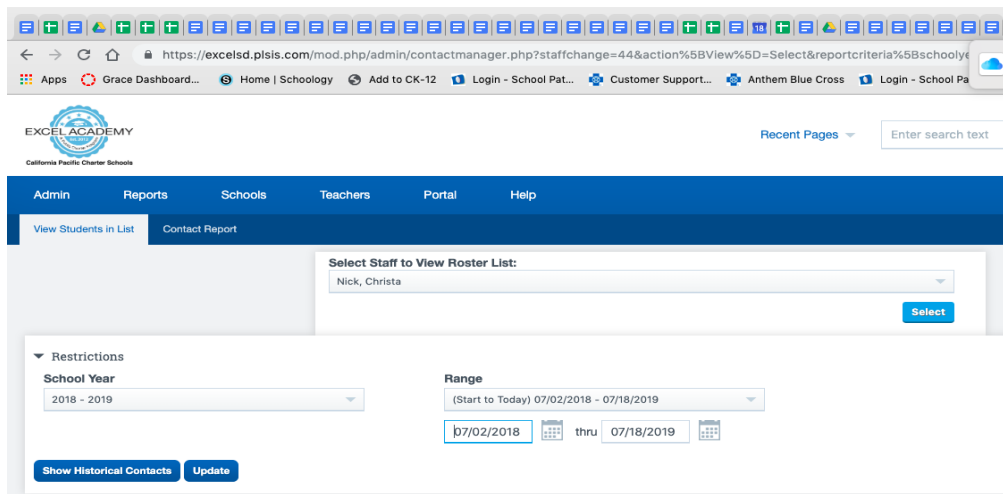 https://excelsd.plsis.com/mod.php/admin/contactmanager.php?staffchange=44&action%5BView%5D=Select&reportcriteria%5Bschoolye
Apps Grace Dashboard... Home | Schoology Add to CK-12 Login - School Pat... Customer Support... Anthem Blue Cross Login - School Pa
EXCEL ACADEMY
California Pacific Charter Schools
Recent Pages Enter search text
Admin Reports Schools Teachers Portal Help
View Students in List Contact Report
Select Staff to View Roster List:
Nick, Christa
Select
Restrictions
School Year Range
2018 - 2019 (Start to Today) 07/02/2018 - 07/18/2019
07/02/2018 thru 07/18/2019
Show Historical Contacts Update